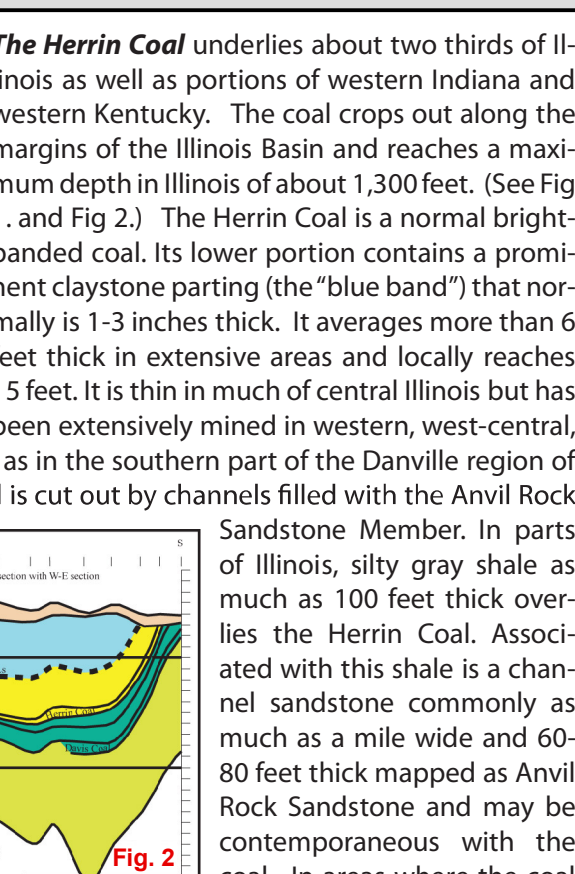 The Herrin Coal underlies about two thirds of Il-
inois as well as portions of western Indiana and
western Kentucky. The coal crops out along the
margins of the Illinois Basin and reaches a maxi-
mum depth in Illinois of about 1,300 feet. (See Fig
. and Fig 2.) The Herrin Coal is a normal bright-
banded coal. Its lower portion contains a promi-
nent claystone parting (the “blue band”) that nor-
mally is 1-3 inches thick. It averages more than 6
feet thick in extensive areas and locally reaches
5 feet. It is thin in much of central Illinois but has
been extensively mined in western, west-central,
as in the southern part of the Danville region of
l is cut out by channels filled with the Anvil Rock
Sandstone Member. In parts
of Illinois, silty gray shale as
much as 100 feet thick over-
lies the Herrin Coal. Associ-
ated with this shale is a chan-
nel sandstone commonly as
much as a mile wide and 60-
80 feet thick mapped as Anvil
Rock Sandstone and may be
contemporaneous with the
coal. In areas where the coal
S
section with W-E section
Herrin Coal
Davis Coal
Fig. 2